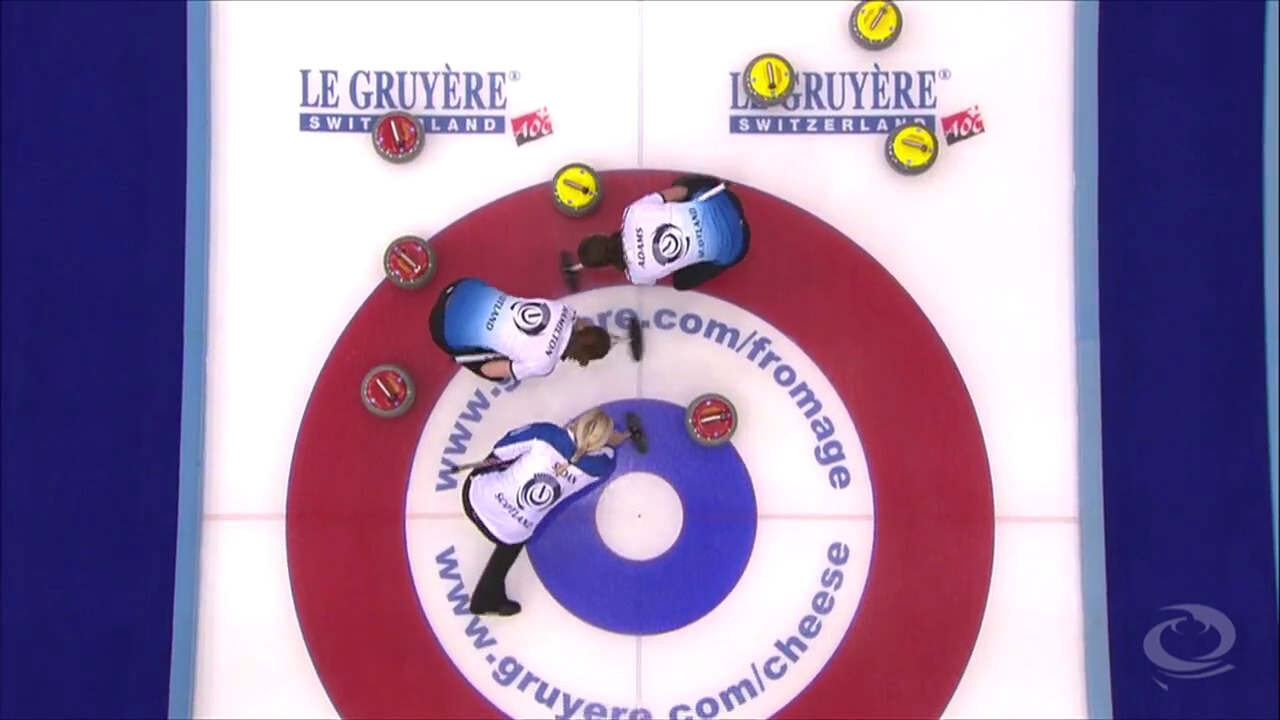 LE GRUYÈRE®
SWITZERLAND AOC
LE GRUYÈRE®
SWITZERLAND AOC
ADAMS
SCOTLAND
HAMILTON
SCOTLAND
SCOTLAND
www.gruyere.com/fromage
www.gruyere.com/cheese